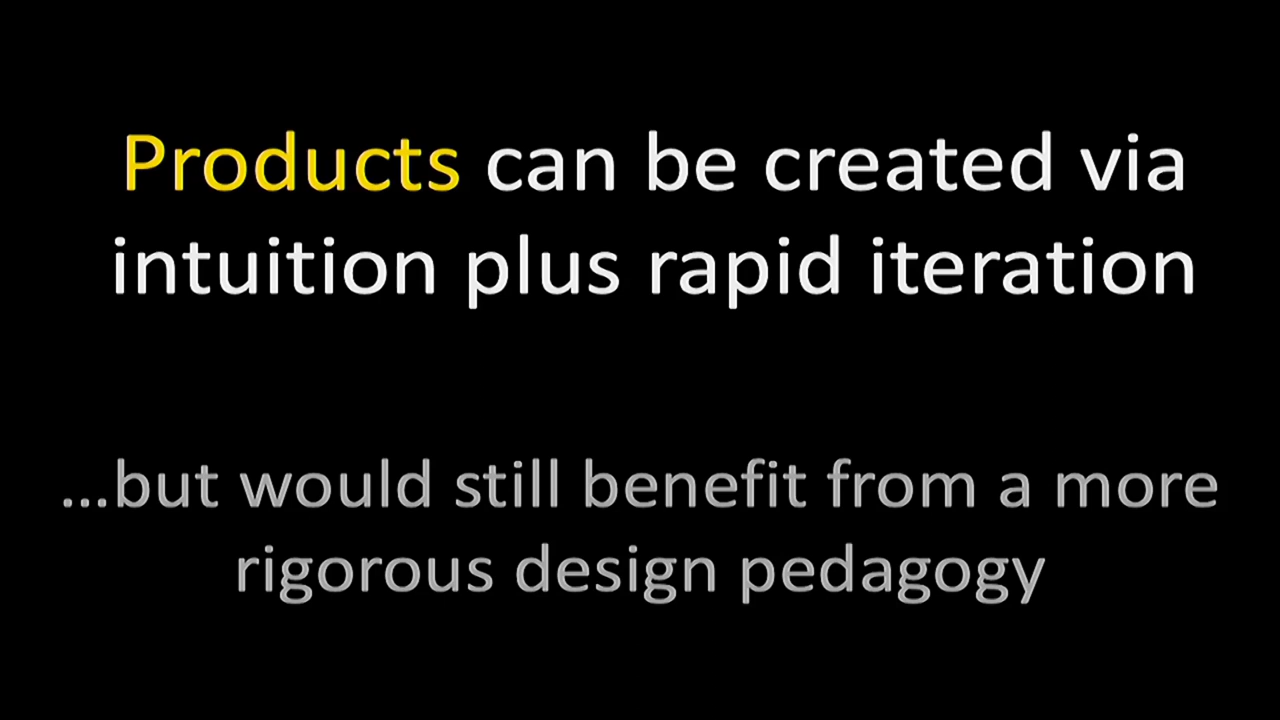 Products can be created via
intuition plus rapid iteration
...but would still benefit from a more
rigorous design pedagogy